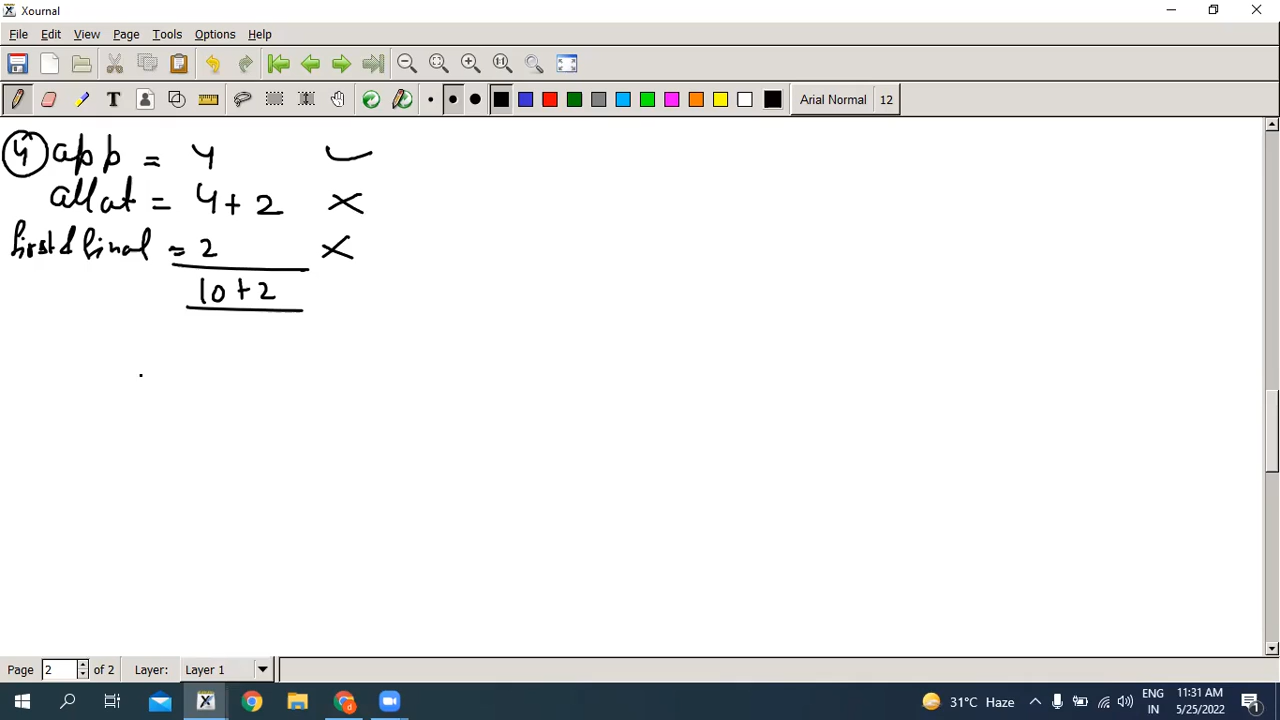 Xournal
File Edit View Page Tools Options Help
Arial Normal 12
4 app = 4
allot = 4+ 2
first & final = 2
10 + 2
Page 2 of 2 Layer: Layer 1
31°C Haze
ENG
IN
11:31 AM
5/25/2022
1